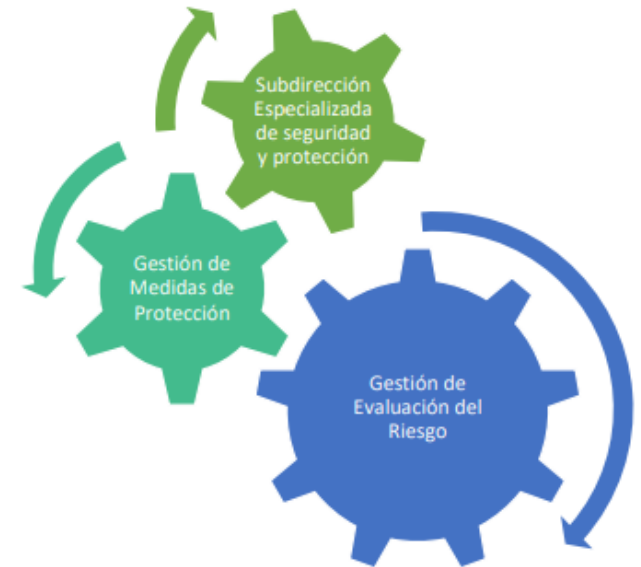 Subdirección
Especializada
de seguridad
y protección
Gestión de
Medidas de
Protección
Gestión de
Evaluación del
Riesgo